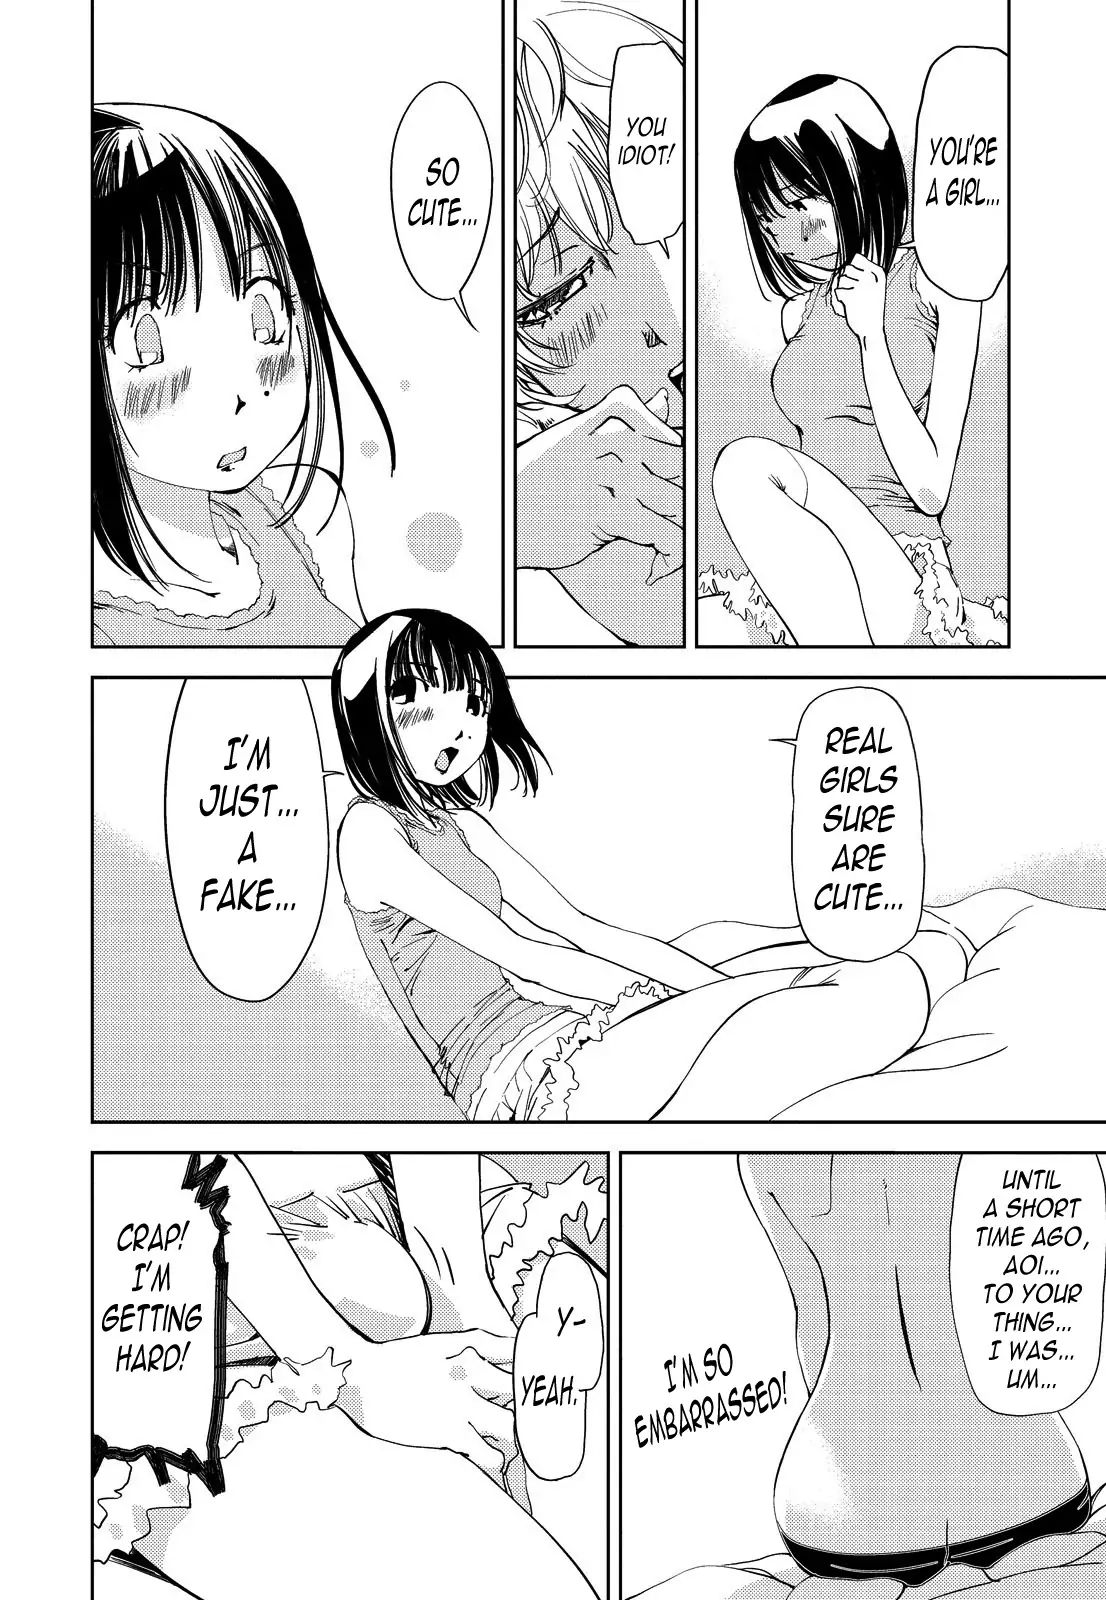 YOU'RE
A GIRL...
YOU
IDIOT!
SO
CUTE...
REAL
GIRLS
SURE
ARE
CUTE...
I'M
JUST...
A
FAKE...
UNTIL
A SHORT
TIME AGO,
AOI...
TO YOUR
THING...
I WAS...
UM...
I'M SO
EMBARRASSED!
Y-
YEAH.
CRAP!
I'M
GETTING
HARD!